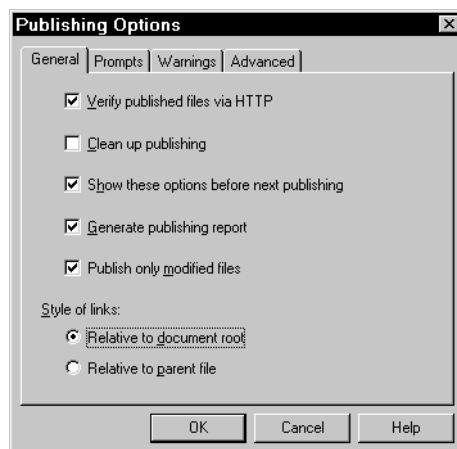 Publishing Options
General Prompts Warnings Advanced
Verify published files via HTTP
Clean up publishing
Show these options before next publishing
Generate publishing report
Publish only modified files
Style of links:
Relative to document root
Relative to parent file
OK Cancel Help